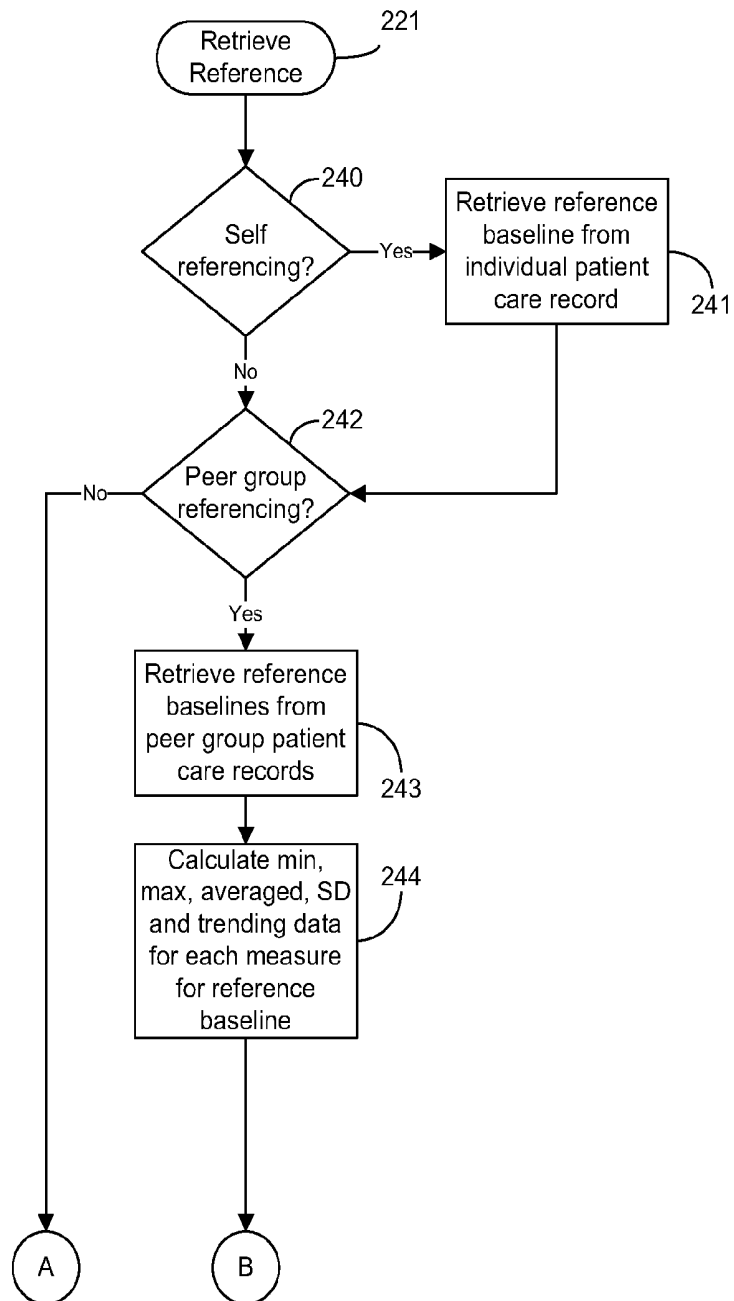 Retrieve
Reference
221
240
Self
referencing?
Yes
Retrieve reference
baseline from
individual patient
care record
241
No
242
Peer group
referencing?
No
Yes
Retrieve reference
baselines from
peer group patient
care records
243
Calculate min,
max, averaged, SD
and trending data
for each measure
for reference
baseline
244
A
B